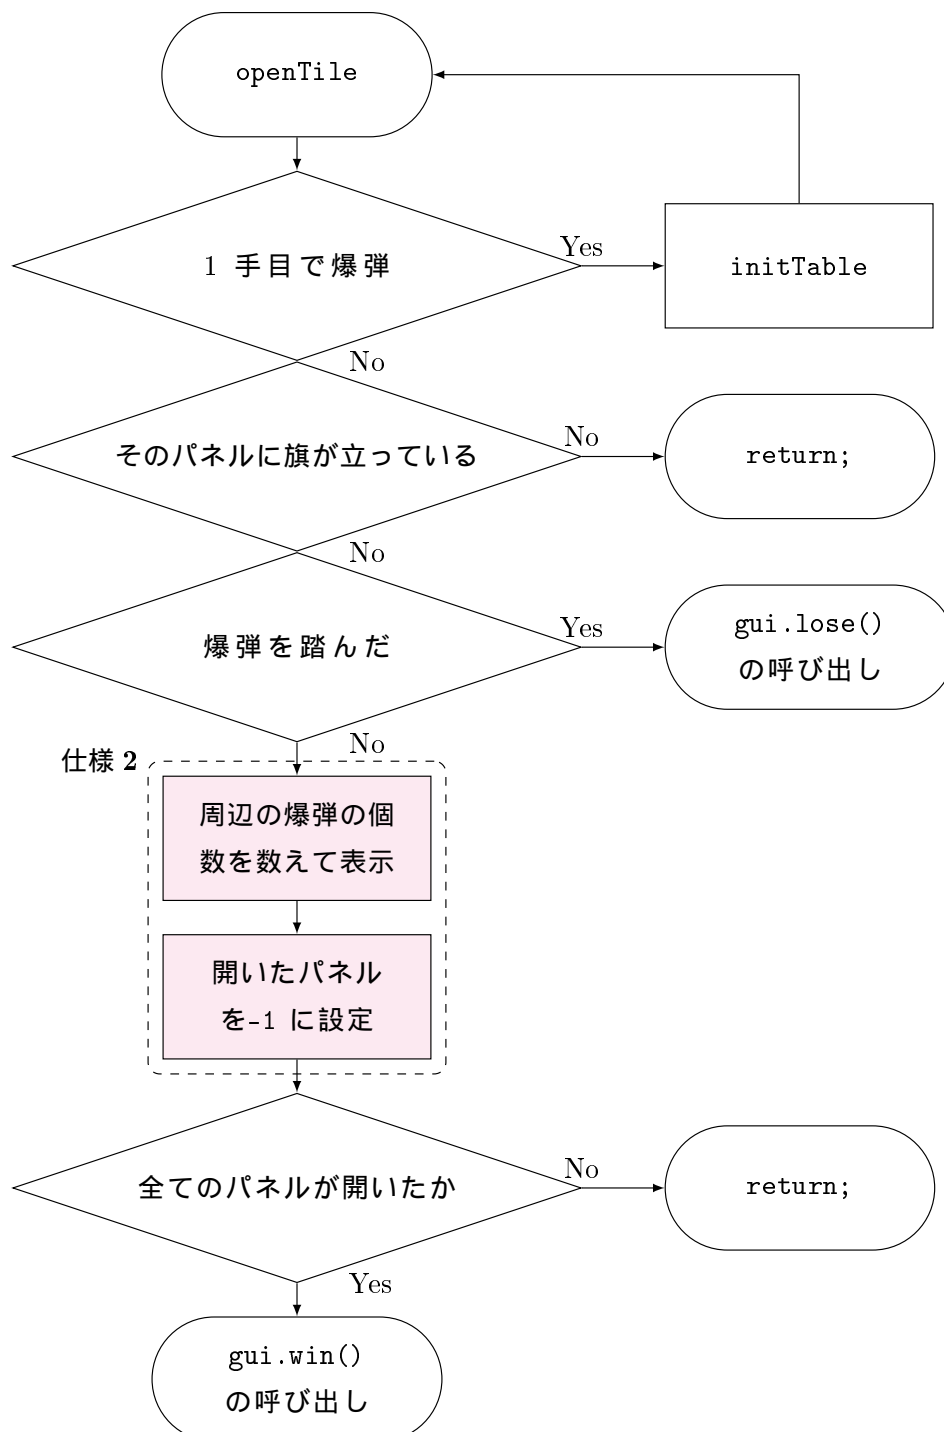 openTile
1 手目で爆弾
Yes
initTable
No
そのパネルに旗が立っている
No
return;
No
爆弾を踏んだ
Yes
gui.lose()
の呼び出し
No
仕様 2
周辺の爆弾の個
数を数えて表示
開いたパネル
を-1 に設定
全てのパネルが開いたか
No
return;
Yes
gui.win()
の呼び出し